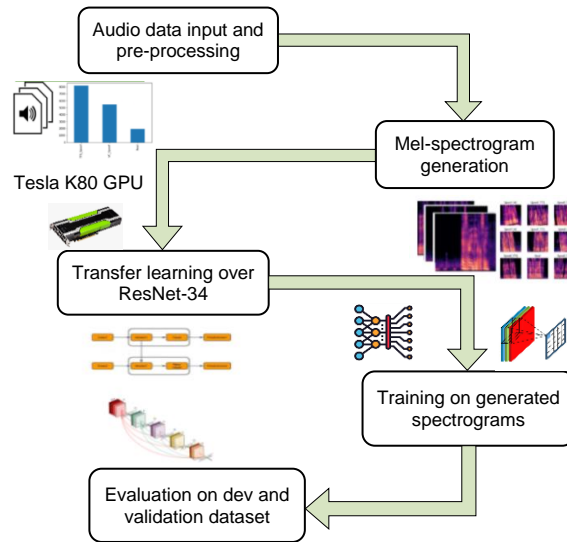 Audio data input and
pre-processing
Mel-spectrogram
generation
Tesla K80 GPU
Transfer learning over
ResNet-34
Training on generated
spectrograms
Evaluation on dev and
validation dataset